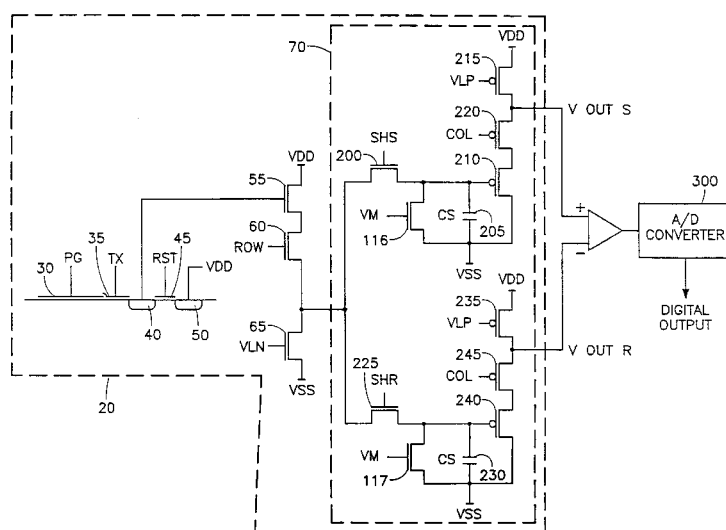 VDD
215
70
VLP
V OUT S
220
COL
SHS
210
200
VDD
55
300
A/D
CONVERTER
VM
CS
116
205
60
ROW
PG
35
TX
45
RST
VDD
30
VSS
VDD
235
VLP
DIGITAL
OUTPUT
40
50
65
VLN
245
V OUT R
225
COL
SHR
240
VSS
20
VM
CS
117
230
VSS
+
−